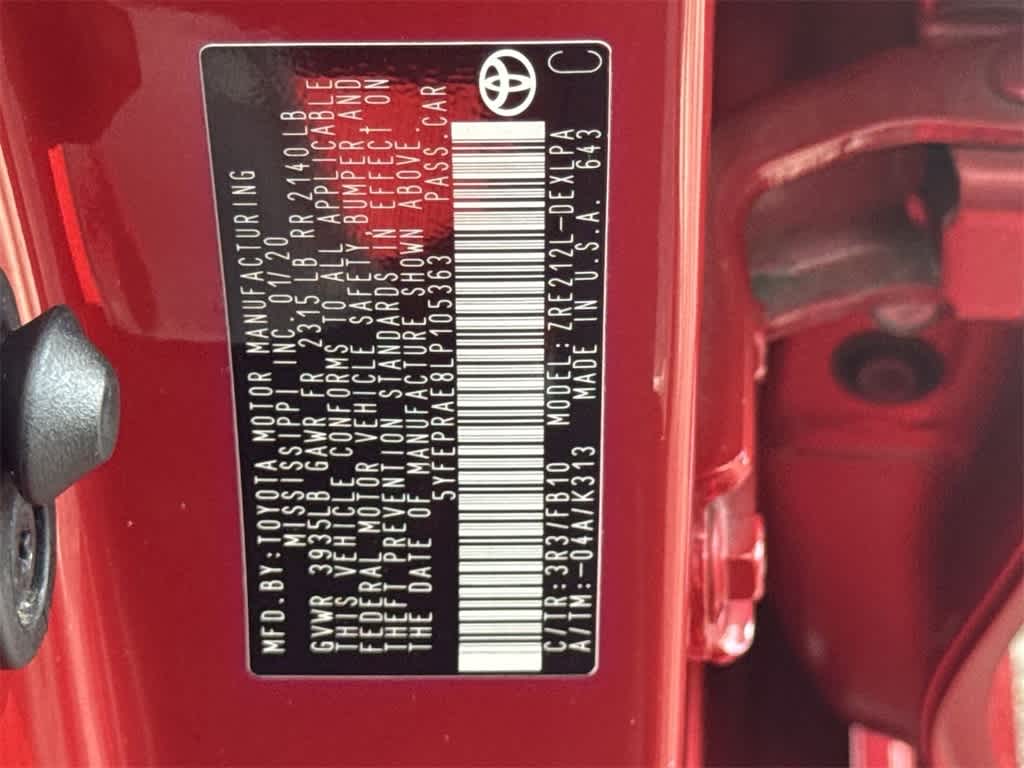 MFD.BY:TOYOTA MOTOR MANUFACTURING
MISSISSIPPI INC. 01/20
GVWR 3935LB GAWR FR 2315 LB RR 2140LB
THIS VEHICLE CONFORMS TO ALL APPLICABLE
FEDERAL MOTOR VEHICLE SAFETY, BUMPER AND
THEFT PREVENTION STANDARDS IN EFFECT ON
THE DATE OF MANUFACTURE SHOWN ABOVE.
5YFEPRAE8LP105363 PASS.CAR
C/TR:3R3/FB10 MODEL:ZRE212L-DEXLPA
A/TM:-04A/K313 MADE IN U.S.A. 643
C